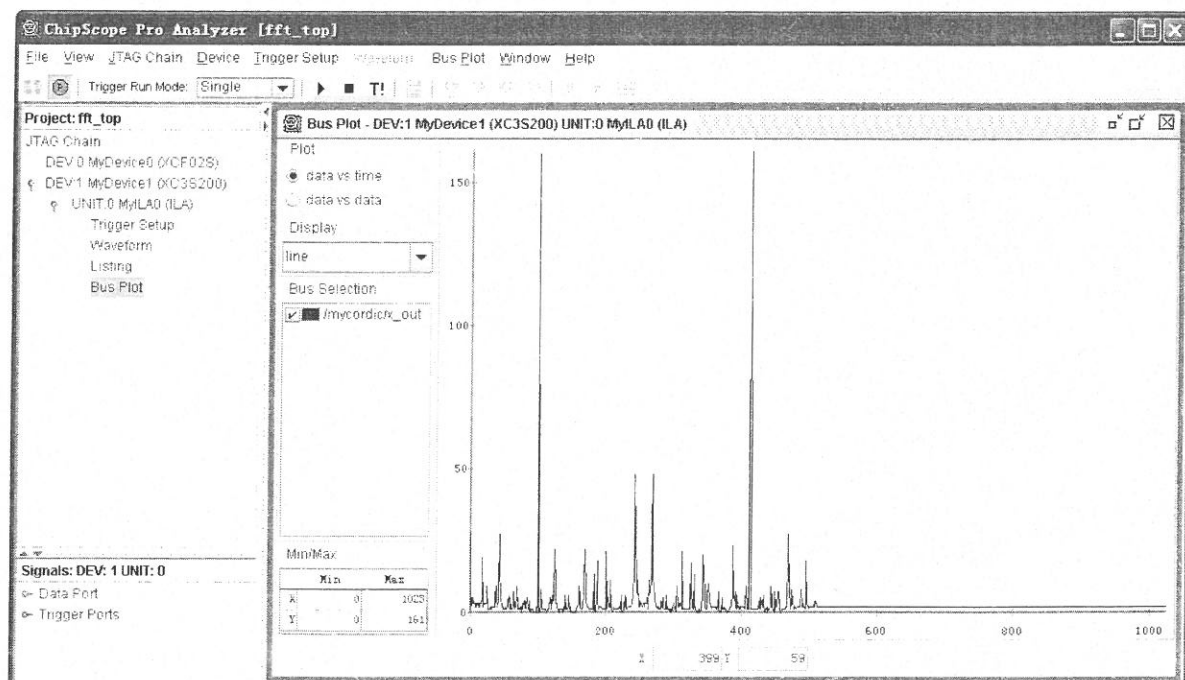 ChipScope Pro Analyzer [fft_top]
File View JTAG Chain Device Trigger Setup Waveform Bus Plot Window Help
Trigger Run Mode: Single T!
Project: fft_top
JTAG Chain
DEV:0 MyDevice0 (XCF02S)
DEV:1 MyDevice1 (XC3S200)
UNIT:0 MyILA0 (ILA)
Trigger Setup
Waveform
Listing
Bus Plot
Signals: DEV: 1 UNIT: 0
Data Port
Trigger Ports
Bus Plot - DEV:1 MyDevice1 (XC3S200) UNIT:0 MyILA0 (ILA)
Plot
data vs time
data vs data
Display
line
Bus Selection
/mycordic/x_out
Min/Max
Min Max
X 0 1023
Y 0 161
150
100
50
0
0 200 400 600 800 1000
X 399 Y 59